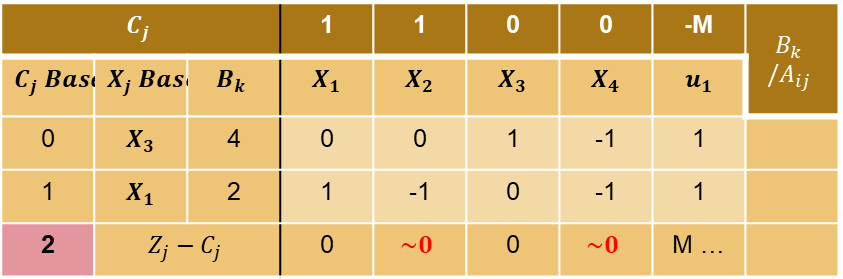 C_j 1 1 0 0 -M B_k /A_{ij}
C_j Bas X_j Bas B_k X_1 X_2 X_3 X_4 u_1
0 X_3 4 0 0 1 -1 1
1 X_1 2 1 -1 0 -1 1
2 Z_j − C_j 0 ~0 0 ~0 M …